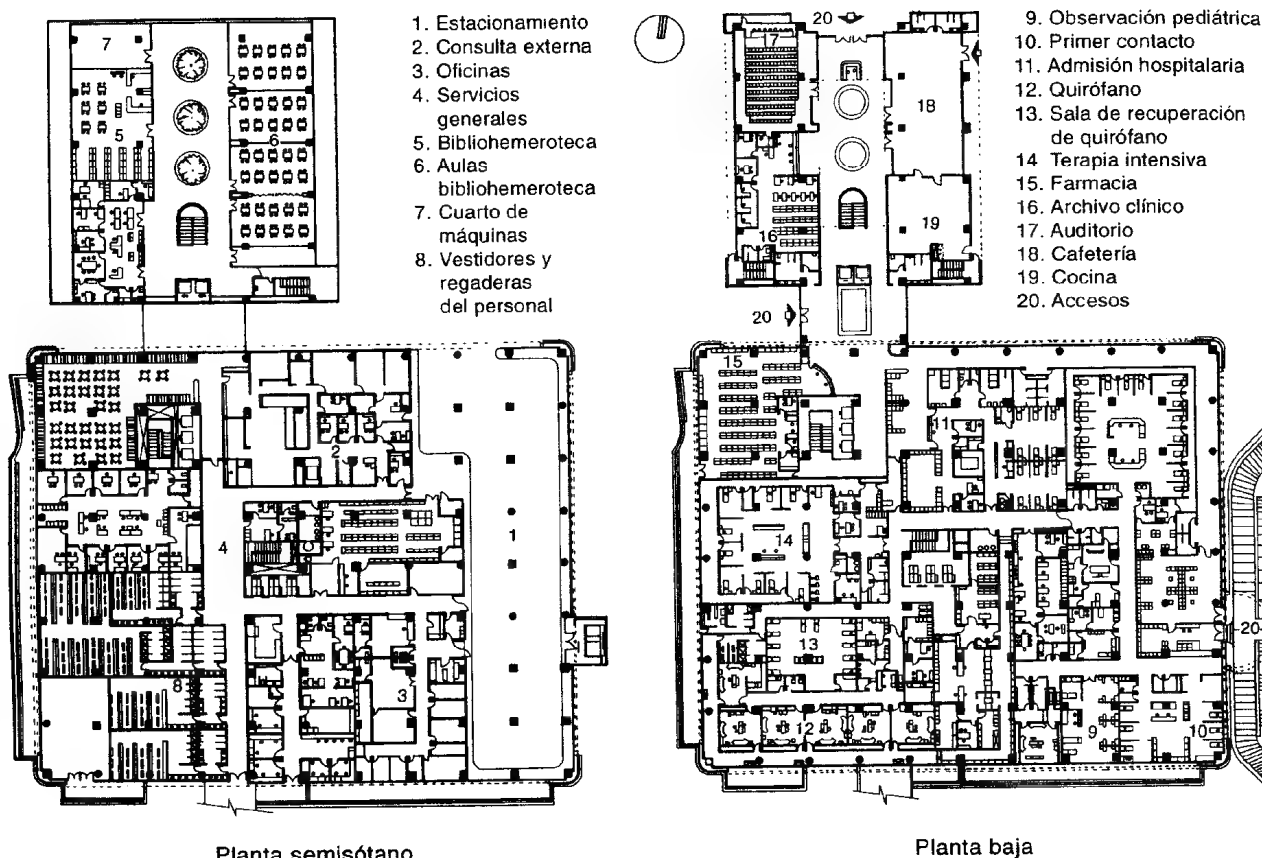 1. Estacionamiento
2. Consulta externa
3. Oficinas
4. Servicios
generales
5. Bibliohemeroteca
6. Aulas
bibliohemeroteca
7. Cuarto de
máquinas
8. Vestidores y
regaderas
del personal
9. Observación pediátrica
10. Primer contacto
11. Admisión hospitalaria
12. Quirófano
13. Sala de recuperación
de quirófano
14 Terapia intensiva
15. Farmacia
16. Archivo clínico
17. Auditorio
18. Cafetería
19. Cocina
20. Accesos
7
5
6
2
4
1
8
3
20
17
18
16
19
20
15
11
14
13
12
9
10
20
Planta semisótano
Planta baja